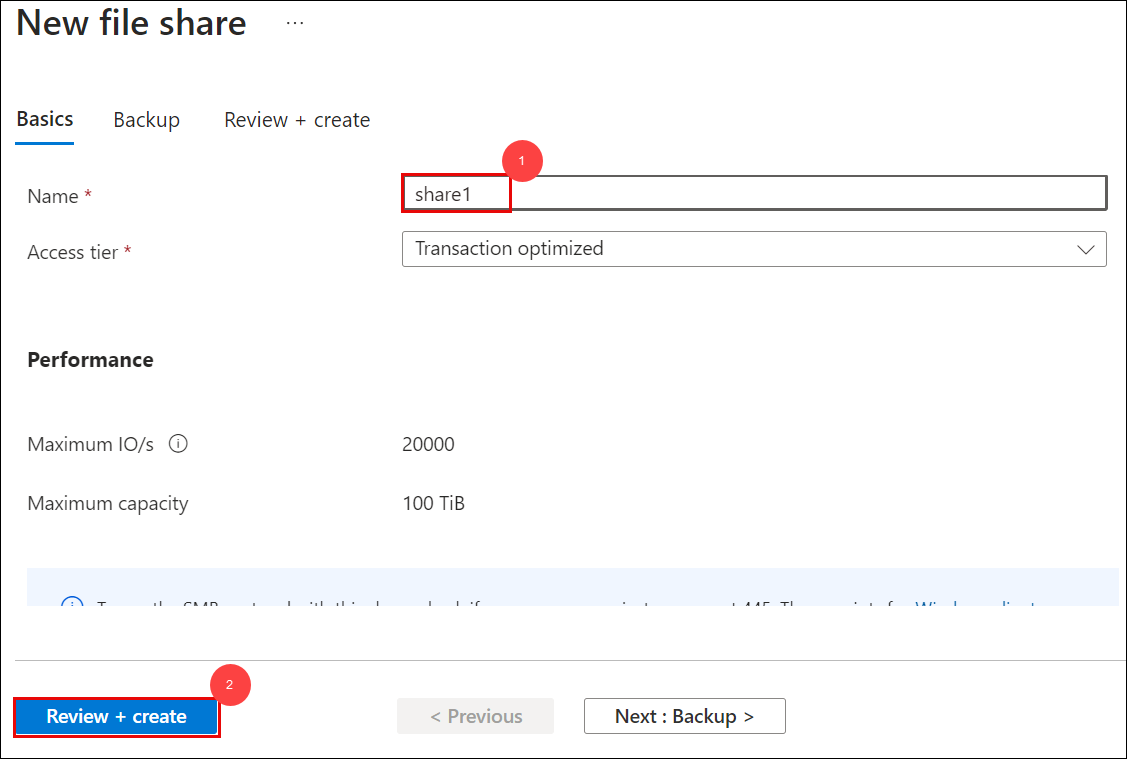 New file share ...
Basics Backup Review + create
1
Name * share1
Access tier * Transaction optimized
Performance
Maximum IO/s 20000
Maximum capacity 100 TiB
2
Review + create < Previous Next : Backup >